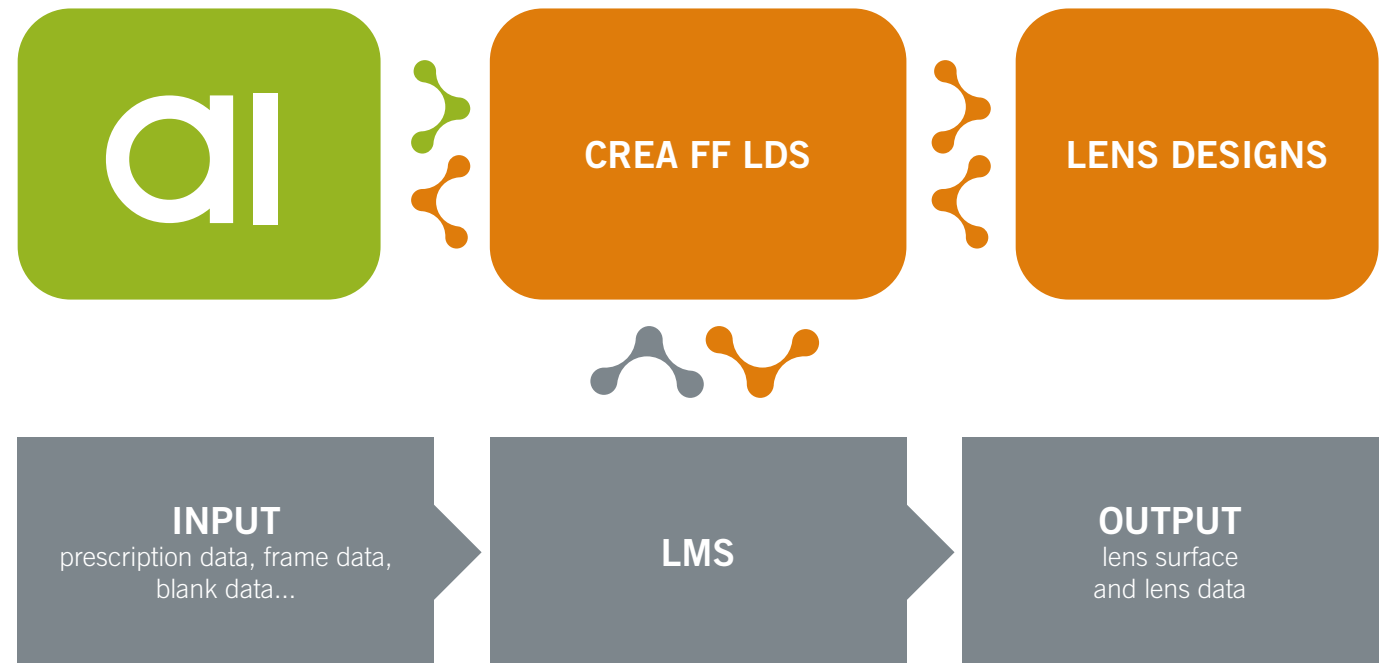 aı
CREA FF LDS
LENS DESIGNS
INPUT
prescription data, frame data,
blank data...
LMS
OUTPUT
lens surface
and lens data